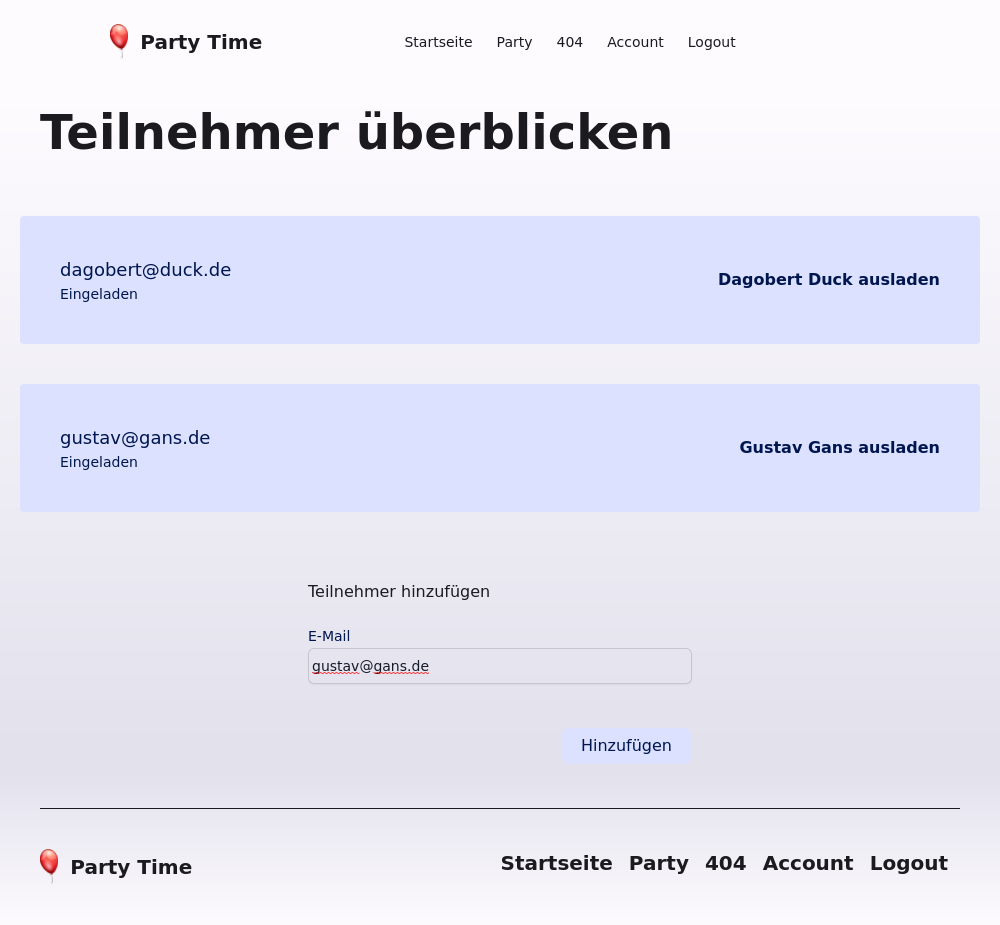 Party Time
Startseite Party 404 Account Logout
Teilnehmer überblicken
dagobert@duck.de
Eingeladen
Dagobert Duck ausladen
gustav@gans.de
Eingeladen
Gustav Gans ausladen
Teilnehmer hinzufügen
E-Mail
gustav@gans.de
Hinzufügen
Party Time
Startseite Party 404 Account Logout